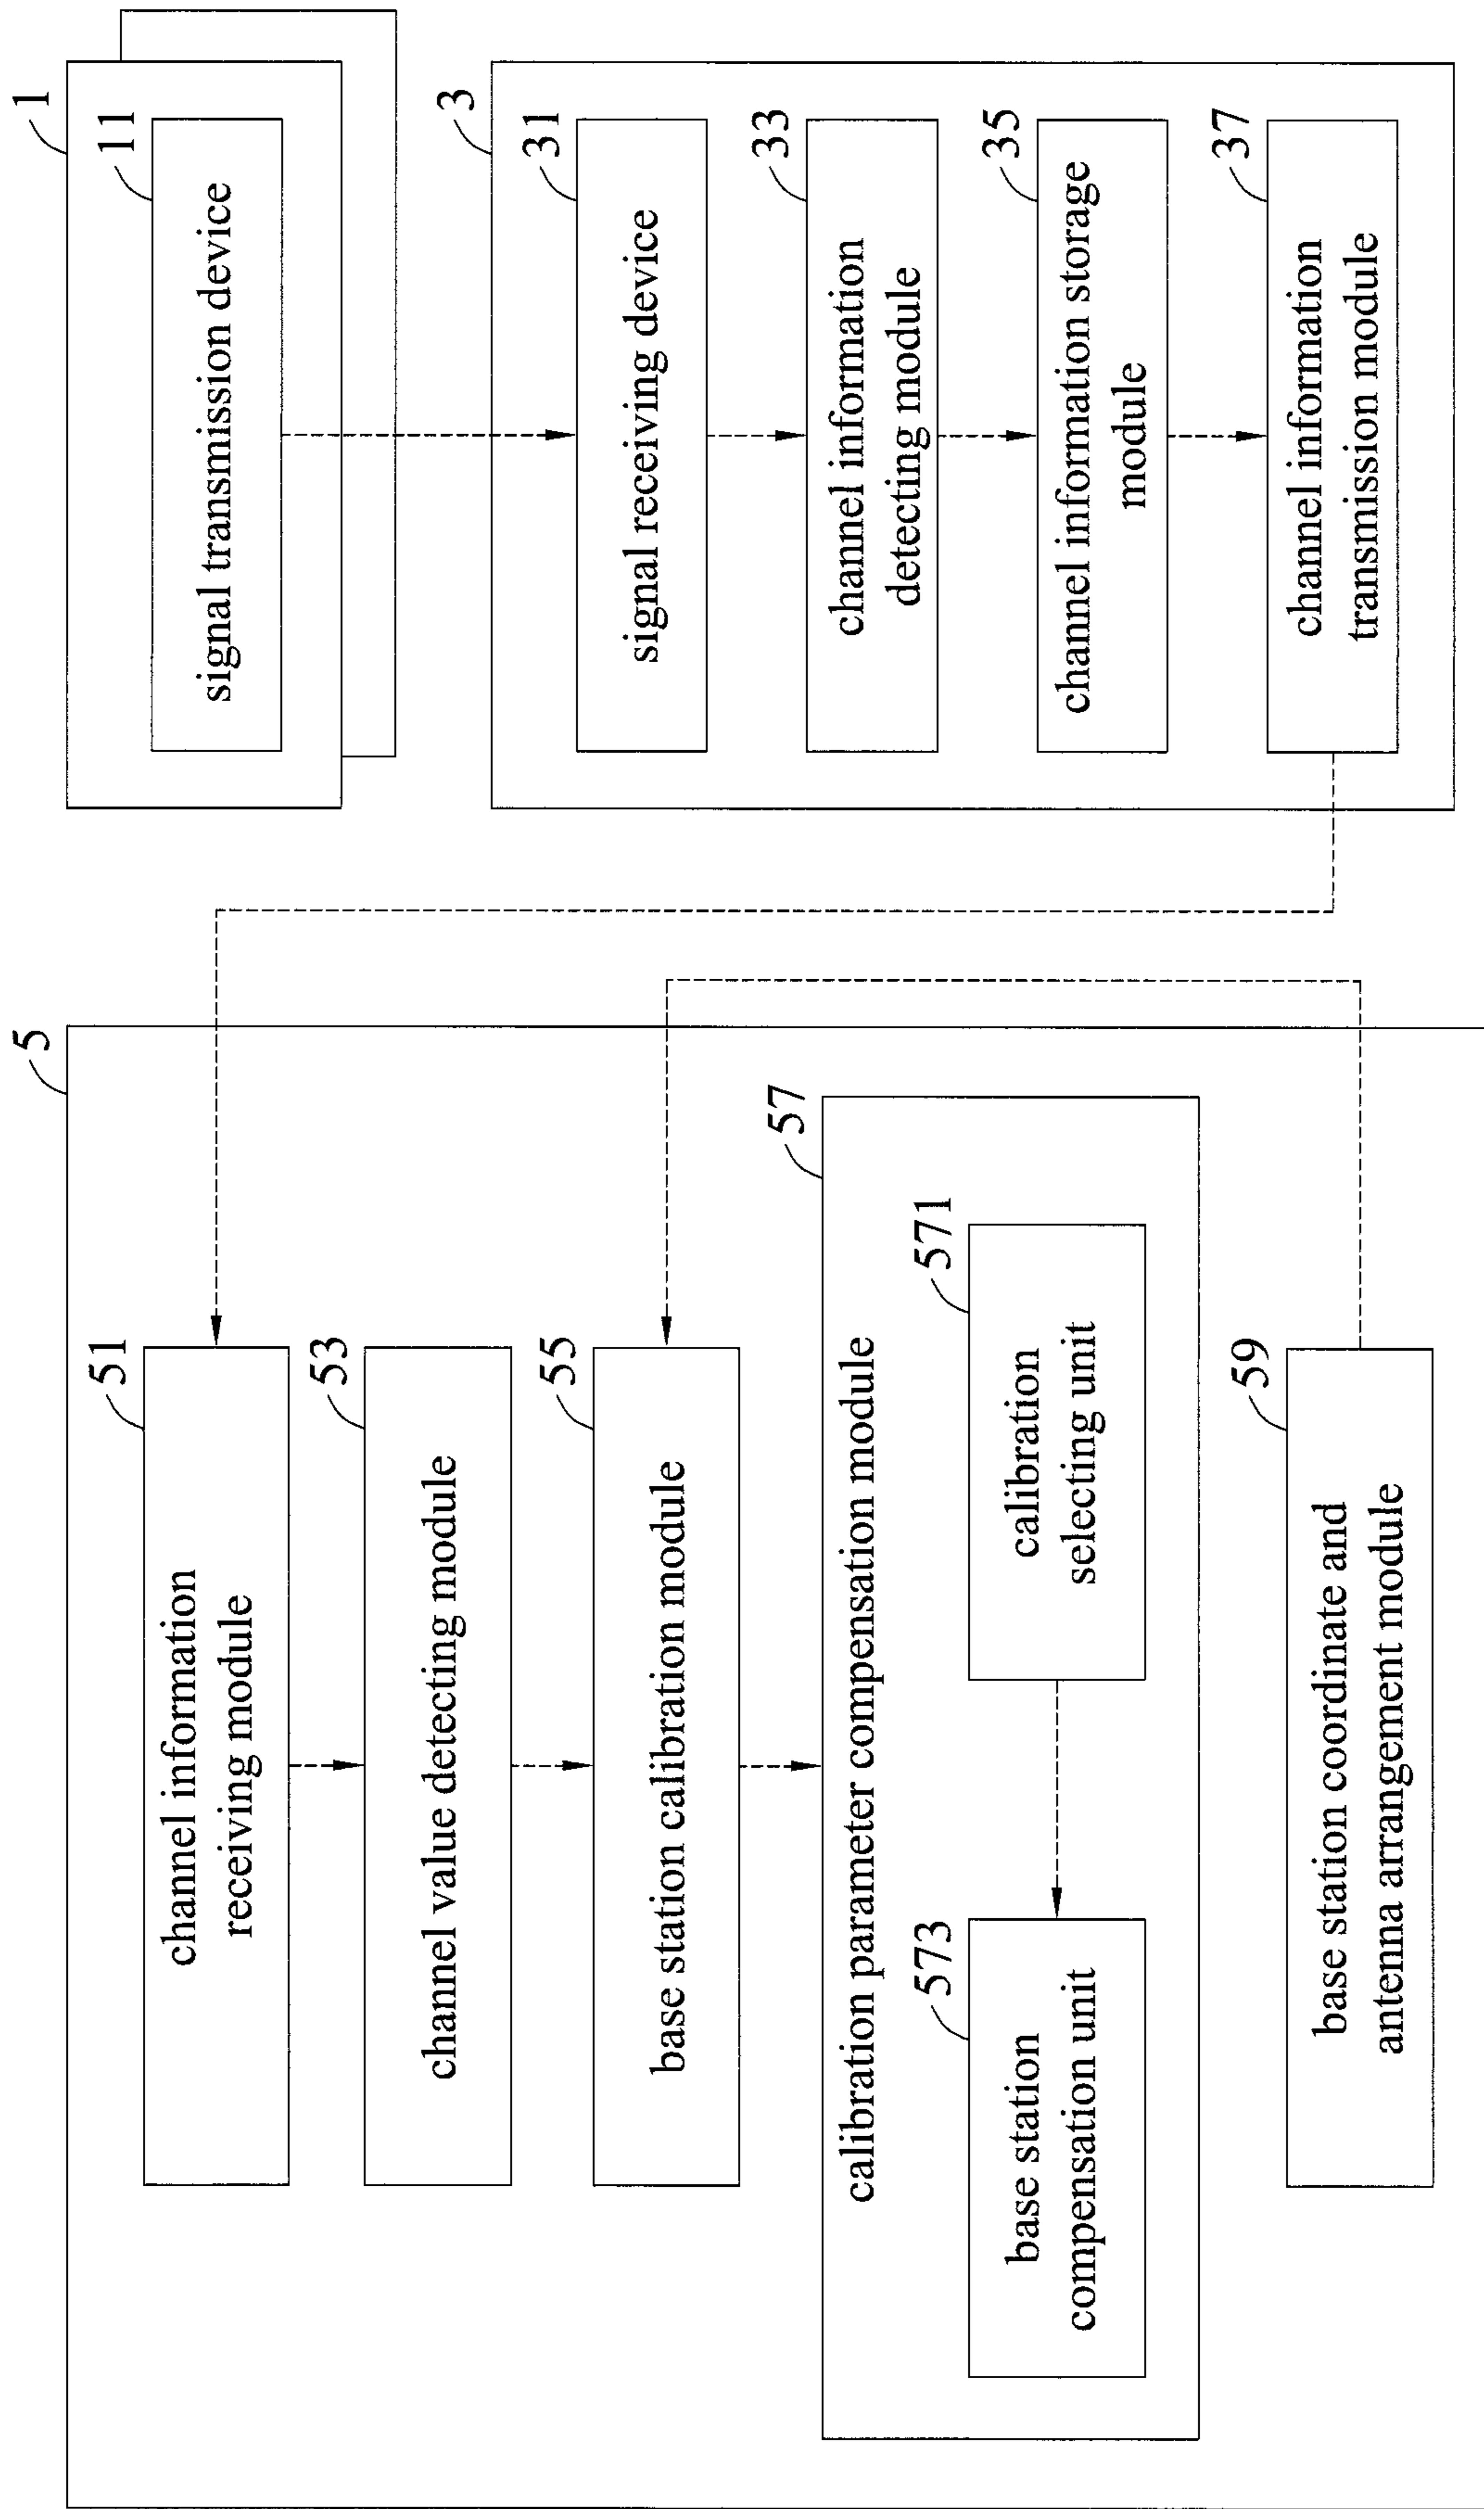 1
11
signal transmission device
3
31
signal receiving device
33
channel information
detecting module
35
channel information storage
module
37
channel information
transmission module
5
51
channel information
receiving module
53
channel value detecting module
55
base station calibration module
57
calibration parameter compensation module
573
base station
compensation unit
571
calibration
selecting unit
59
base station coordinate and
antenna arrangement module